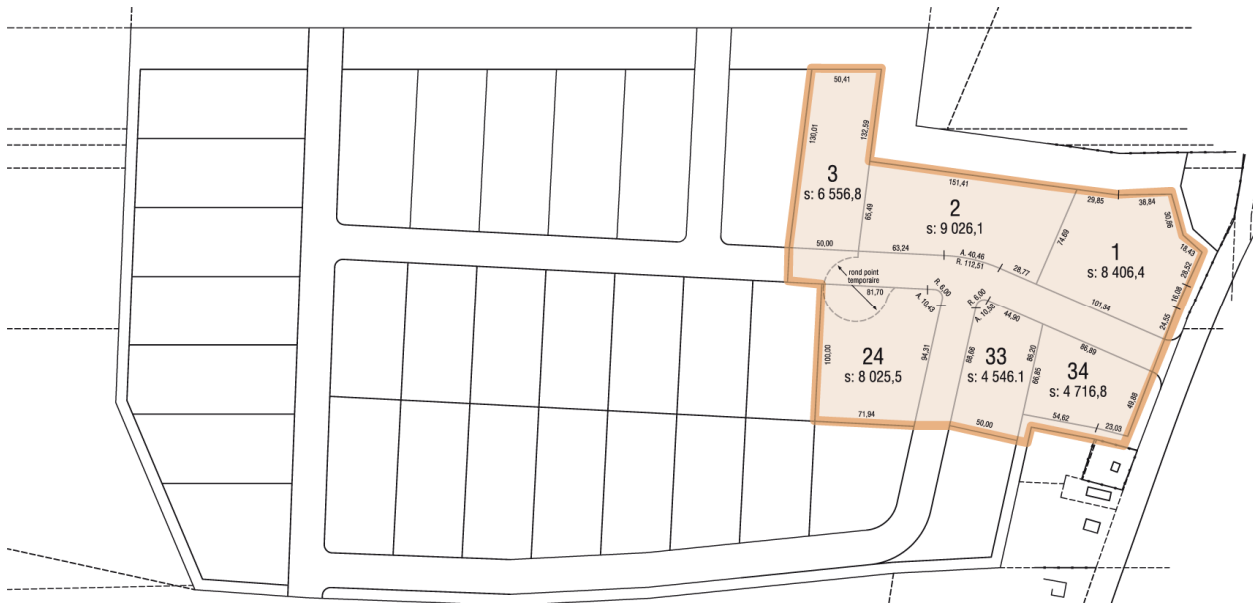 50,41
130,01
132,59
3
s: 6 556,8
151,41
29,85
38,84
30,86
18,43
28,52
16,08
24,55
2
s: 9 026,1
65,49
74,69
1
s: 8 406,4
50,00
63,24
A. 40,46
R. 112,51
28,77
101,34
rond point
temporaire
81,70
R. 6,00
A. 10,43
R. 6,00
A. 10,52
44,90
86,89
24
s: 8 025,5
100,00
94,31
88,66
33
s: 4 546.1
86,20
66,85
34
s: 4 716,8
49,88
71,94
50,00
54,62
23,03